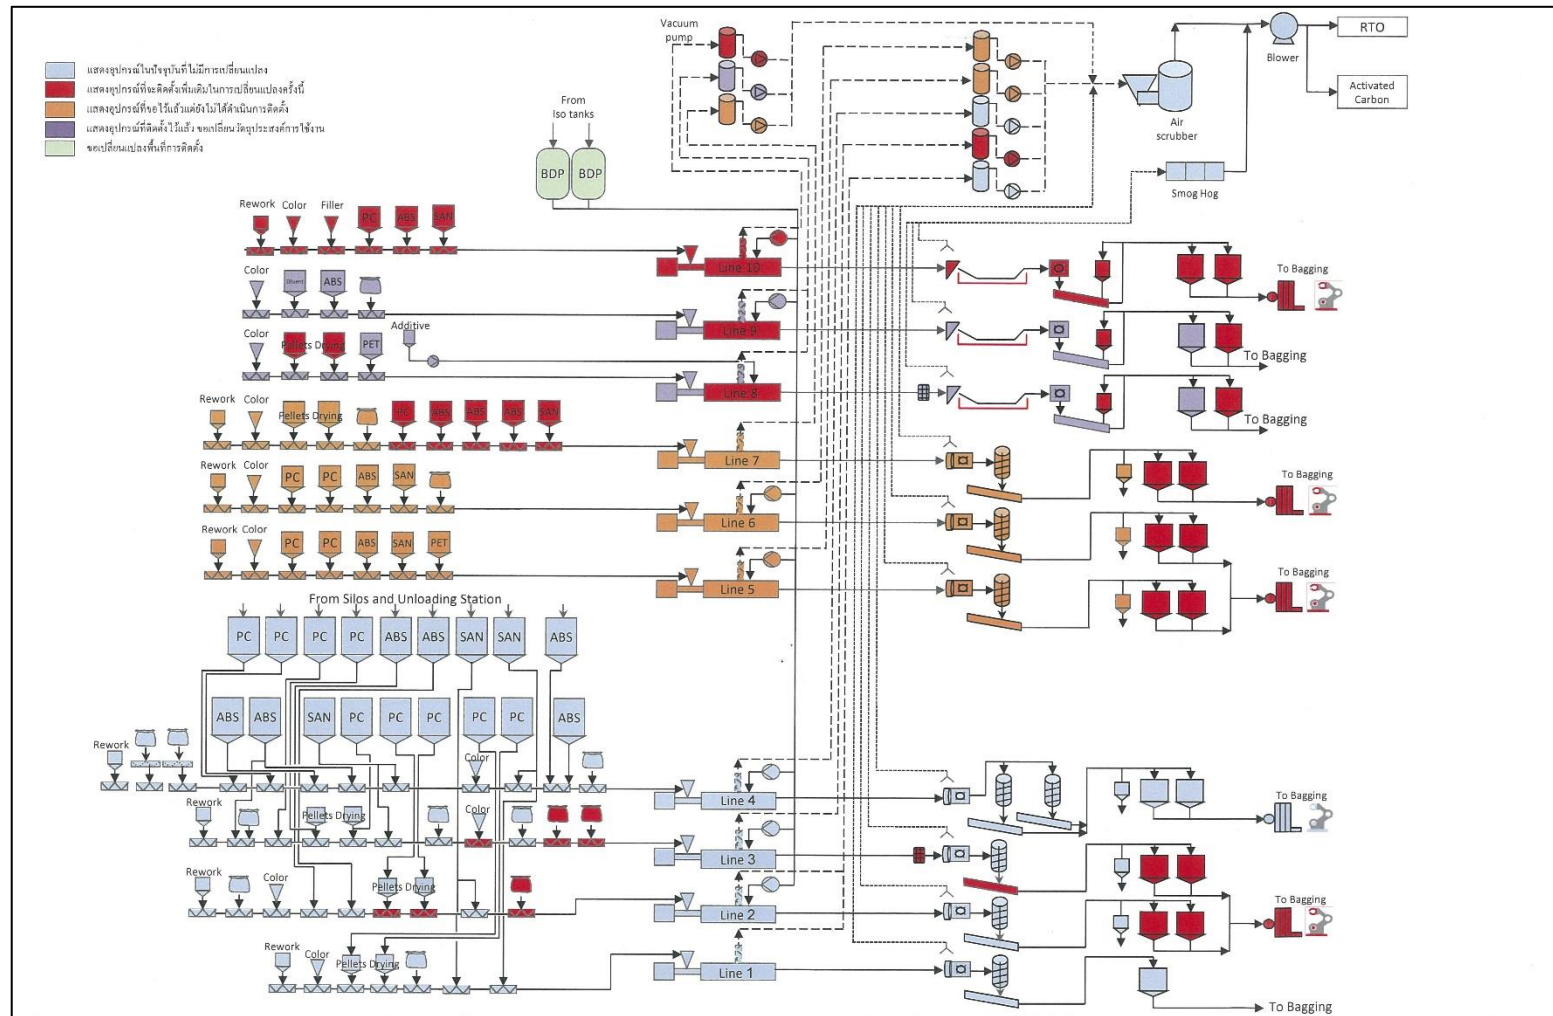 Vacuum
pump
RTO
Blower
Activated
Carbon
Air
scrubber
Smog Hog
แสดงอุปกรณ์ในปัจจุบันที่ไม่มีการเปลี่ยนแปลง
แสดงอุปกรณ์ที่จะติดตั้งเพิ่มเติมในการเปลี่ยนแปลงครั้งนี้
แสดงอุปกรณ์ที่ขอไว้แล้วแต่ยังไม่ได้ดำเนินการติดตั้ง
แสดงอุปกรณ์ที่ติดตั้งไว้แล้ว ขอเปลี่ยนวัตถุประสงค์การใช้งาน
ขอเปลี่ยนแปลงพื้นที่การติดตั้ง
From
Iso tanks
BDP BDP
Rework Color Filler PC ABS SAN
Line 10
To Bagging
Color Diluent ABS
Line 9
To Bagging
Color Pellets Drying PET Additive
Line 8
To Bagging
Rework Color Pellets Drying PC ABS ABS ABS SAN
Line 7
To Bagging
Rework Color PC PC ABS SAN
Line 6
Rework Color PC PC ABS SAN PET
Line 5
To Bagging
From Silos and Unloading Station
PC PC PC PC ABS ABS SAN SAN ABS
ABS ABS SAN PC PC PC PC PC ABS
Rework Color
Line 4
To Bagging
Rework Pellets Drying Color
Line 3
Rework Color Pellets Drying
Line 2
To Bagging
Rework Color Pellets Drying
Line 1
To Bagging